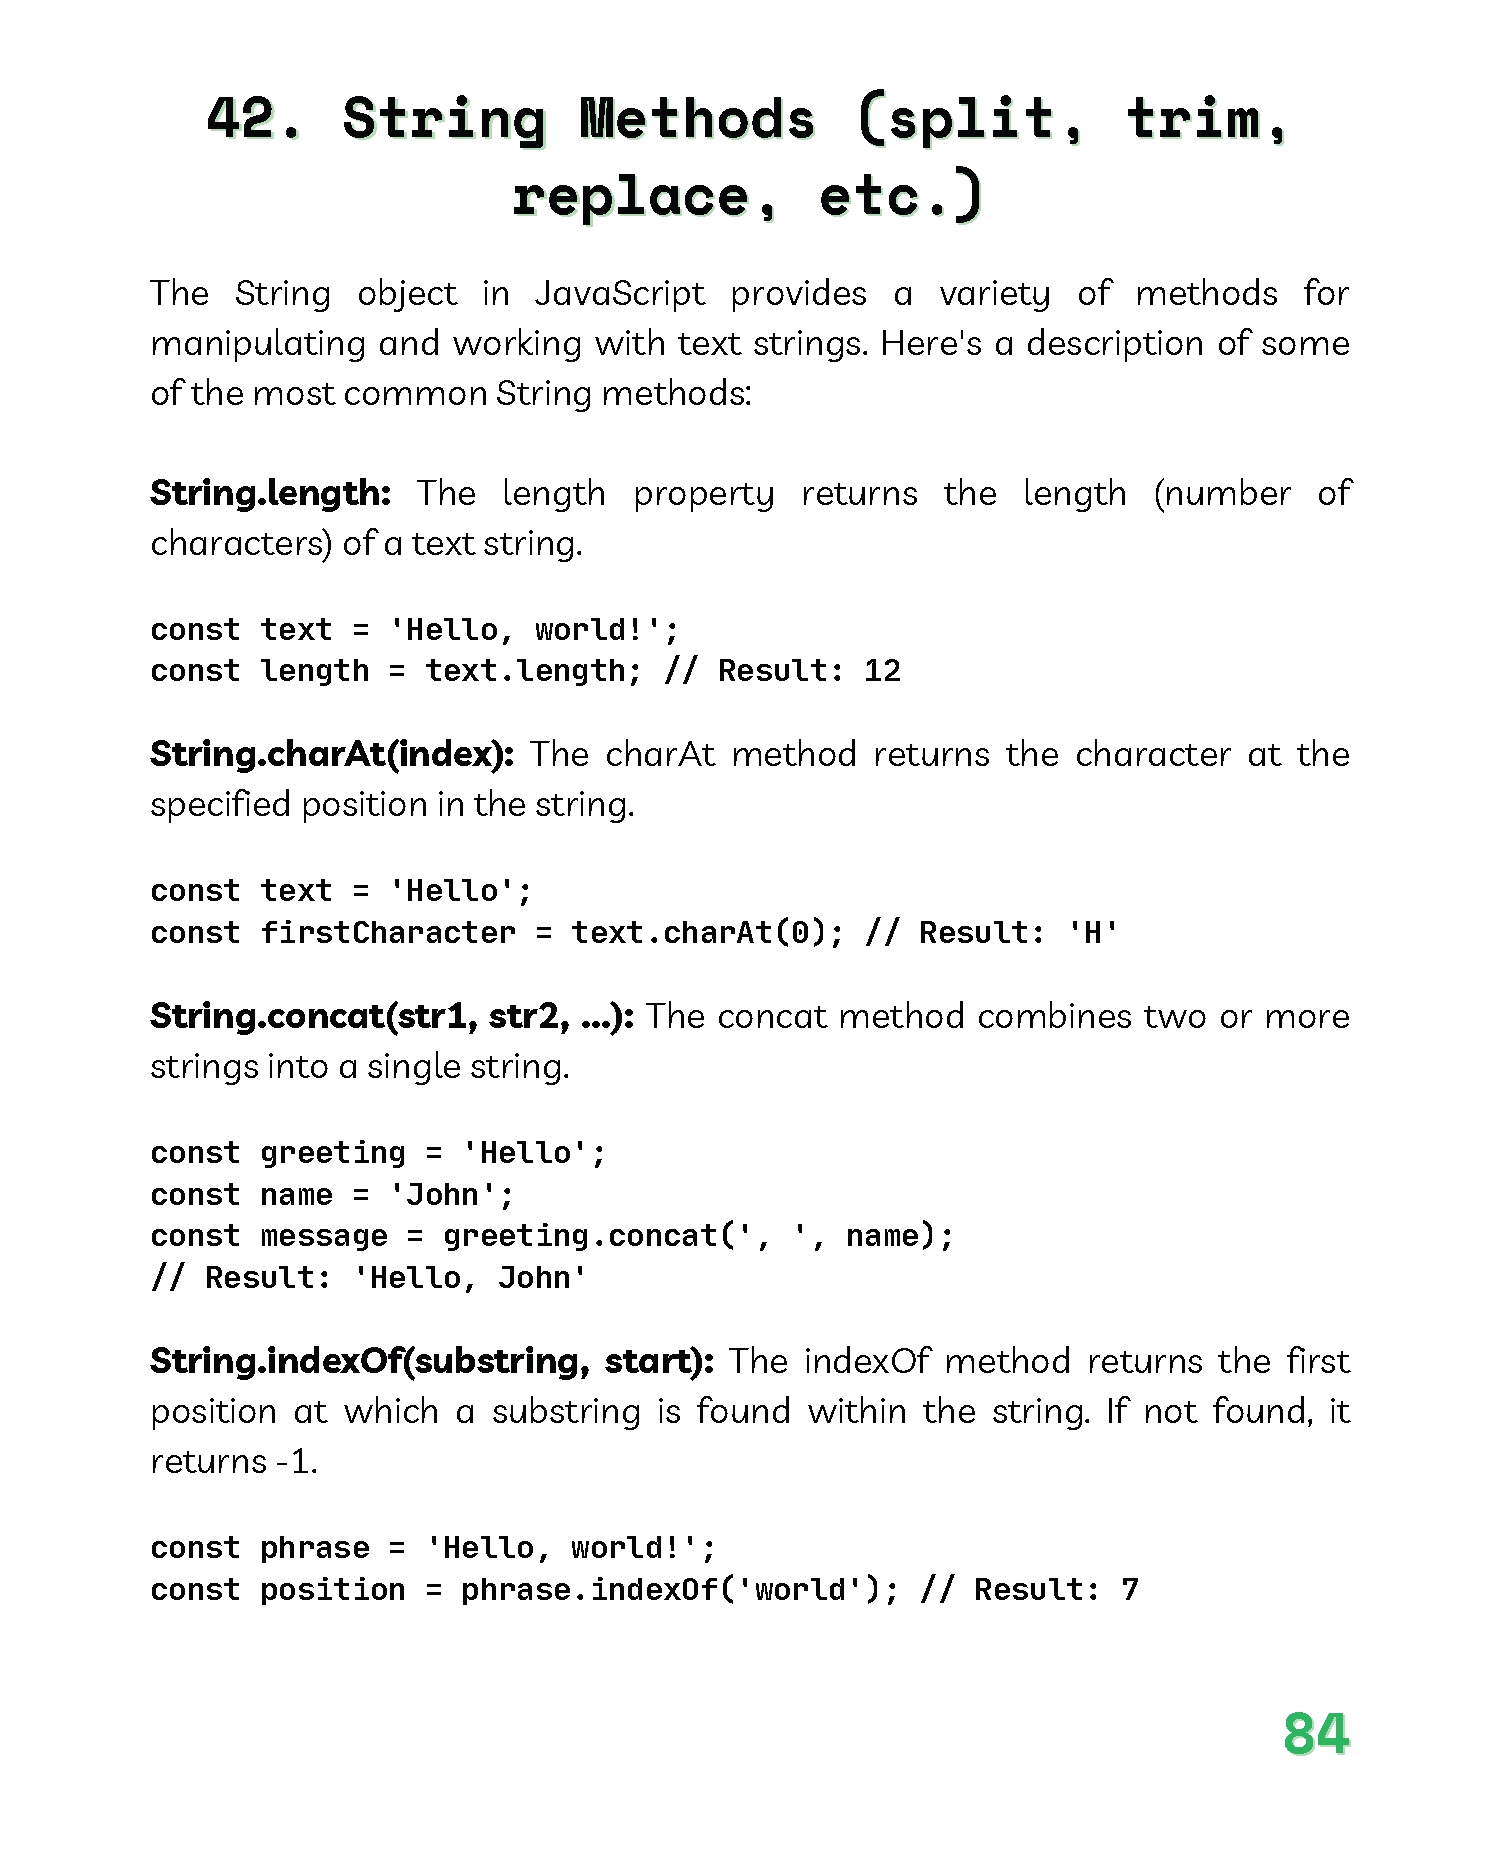 42. String Methods (split, trim,
replace, etc.)
The String object in JavaScript provides a variety of methods for
manipulating and working with text strings. Here's a description of some
of the most common String methods:
String.length: The length property returns the length (number of
characters) of a text string.
const text = 'Hello, world!';
const length = text.length; // Result: 12
String.charAt(index): The charAt method returns the character at the
specified position in the string.
const text = 'Hello';
const firstCharacter = text.charAt(0); // Result: 'H'
String.concat(str1, str2, ...): The concat method combines two or more
strings into a single string.
const greeting = 'Hello';
const name = 'John';
const message = greeting.concat(', ', name);
// Result: 'Hello, John'
String.indexOf(substring, start): The indexOf method returns the first
position at which a substring is found within the string. If not found, it
returns -1.
const phrase = 'Hello, world!';
const position = phrase.indexOf('world'); // Result: 7
84